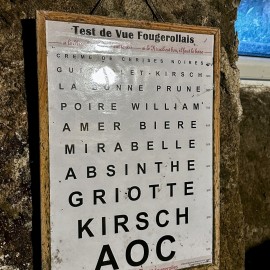 Test de Vue Fougerollais
CREME DE CERISES NOIRES
GUIGNOLET-KIRSCH
LA BONNE PRUNE
POIRE WILLIAM
AMER BIERE
MIRABELLE
ABSINTHE
GRIOTTE
KIRSCH
AOC